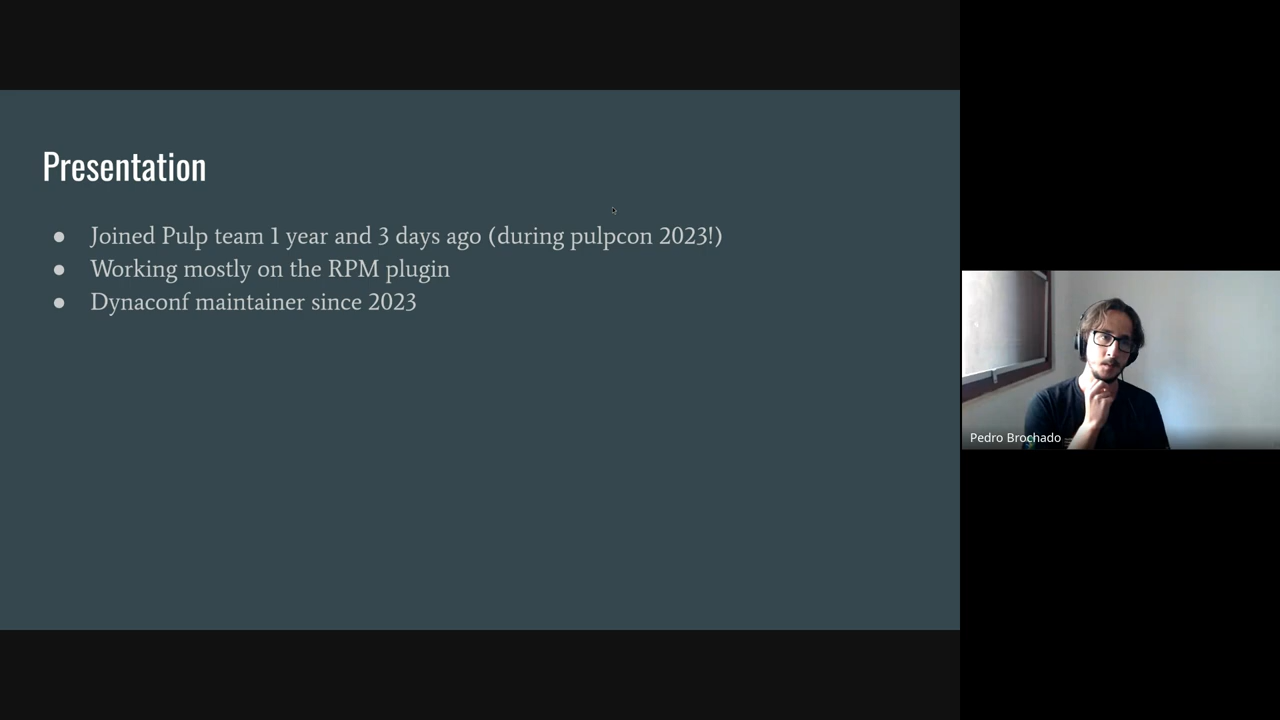 Presentation
● Joined Pulp team 1 year and 3 days ago (during pulpcon 2023!)
● Working mostly on the RPM plugin
● Dynaconf maintainer since 2023
Pedro Brochado